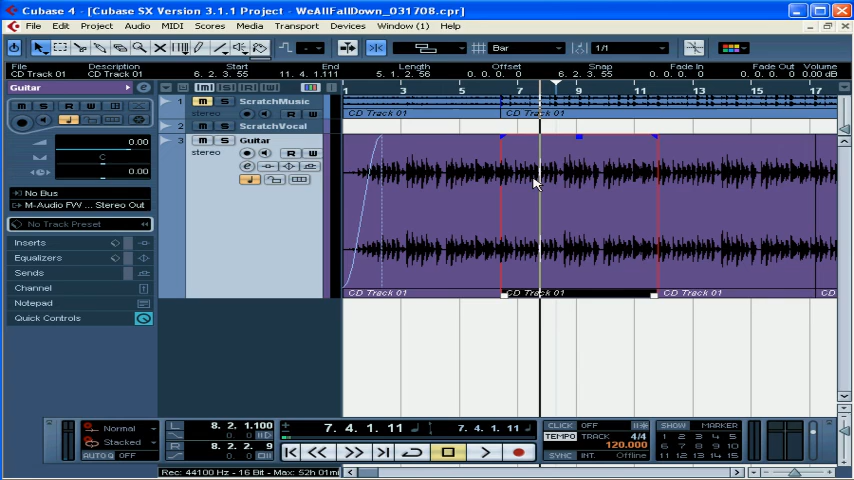 Cubase 4 - [Cubase SX Version 3.1.1 Project - WeAllFallDown_031708.cpr]
File Edit Project Audio MIDI Scores Media Transport Devices Window (1) Help
Bar 1/1
File Description Start End Length Offset Snap Fade In Fade Out Volume
CD Track 01 CD Track 01 6. 2. 3. 55 11. 4. 1.111 5. 1. 2. 56 0. 0. 0. 0 6. 2. 3. 55 0. 0. 0. 0 0. 0. 0. 0 0.00 dB
Guitar
1 3 5 7 9 11 13 15 17
1 m S ScratchMusic
stereo R W
CD Track 01 CD Track 01
2 m S ScratchVocal
3 m S Guitar
stereo R W
m S R W
0.00
C
0.00
No Bus
M-Audio FW ... Stereo Out
No Track Preset
Inserts
Equalizers
Sends
Channel
Notepad
Quick Controls
CD Track 01 CD Track 01 CD Track 01 CD
Normal
Stacked
AUTO Q OFF
L 8. 2. 1.100
0. 0
R 8. 2. 2. 9
0. 0
7. 4. 1. 11 7. 4. 1. 11
CLICK OFF
TEMPO TRACK 4/4
120.000
SYNC INT. Offline
SHOW MARKER
1 2 3 4 5
6 7 8 9 10
11 12 13 14 15
Rec: 44100 Hz - 16 Bit - Max: 52h 01mi